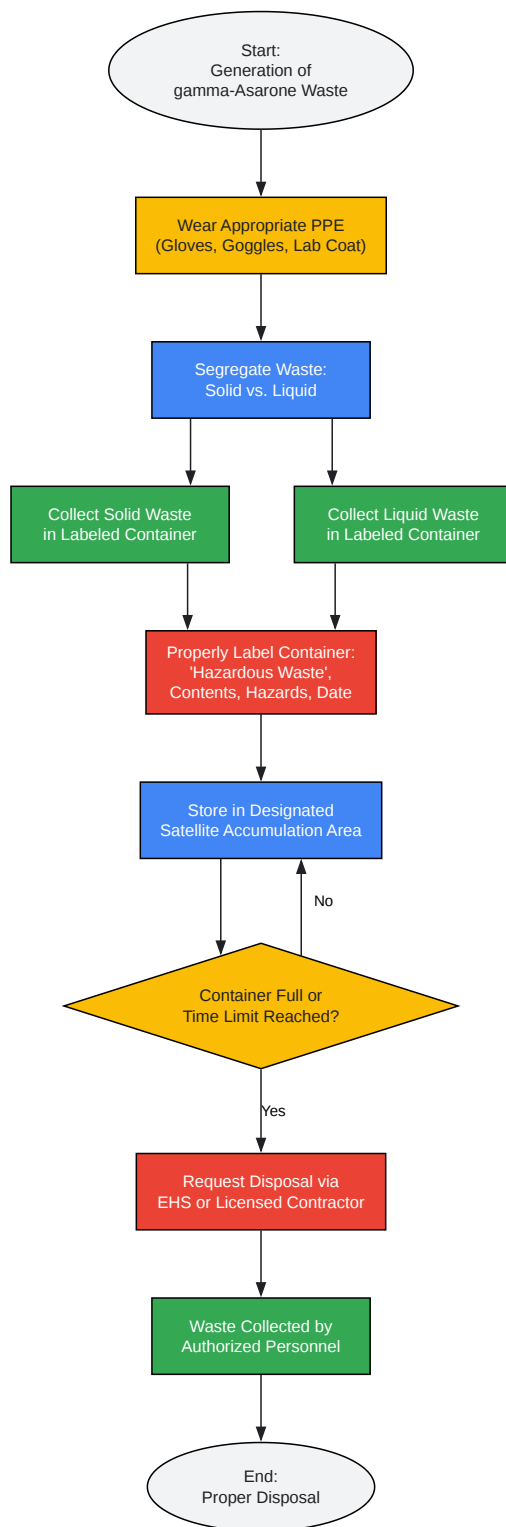 Start:
Generation of
gamma-Asarone Waste
Wear Appropriate PPE
(Gloves, Goggles, Lab Coat)
Segregate Waste:
Solid vs. Liquid
Collect Solid Waste
in Labeled Container
Collect Liquid Waste
in Labeled Container
Properly Label Container:
'Hazardous Waste',
Contents, Hazards, Date
Store in Designated
Satellite Accumulation Area
No
Container Full or
Time Limit Reached?
Yes
Request Disposal via
EHS or Licensed Contractor
Waste Collected by
Authorized Personnel
End:
Proper Disposal